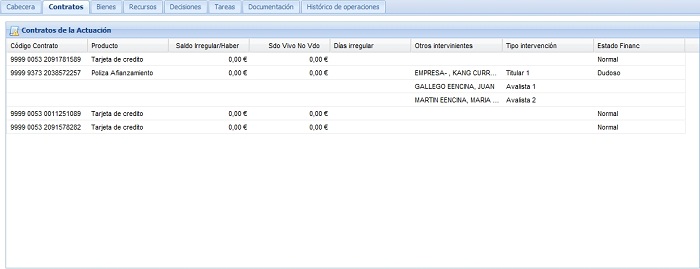 Cabecera Contratos Bienes Recursos Decisiones Tareas Documentación Histórico de operaciones
Contratos de la Actuación
Código Contrato Producto Saldo Irregular/Haber Sdo Vivo No Vdo Días irregular Otros intervinientes Tipo intervención Estado Financ
9999 0053 2091781589 Tarjeta de credito 0,00 € 0,00 € Normal
9999 9373 2038572257 Poliza Afianzamiento 0,00 € 0,00 € EMPRESA- , KANG CURR... Titular 1 Dudoso
GALLEGO EENCINA, JUAN Avalista 1
MARTIN EENCINA, MARIA ... Avalista 2
9999 0053 0011251089 Tarjeta de credito 0,00 € 0,00 € Normal
9999 0053 2091578282 Tarjeta de credito 0,00 € 0,00 € Normal